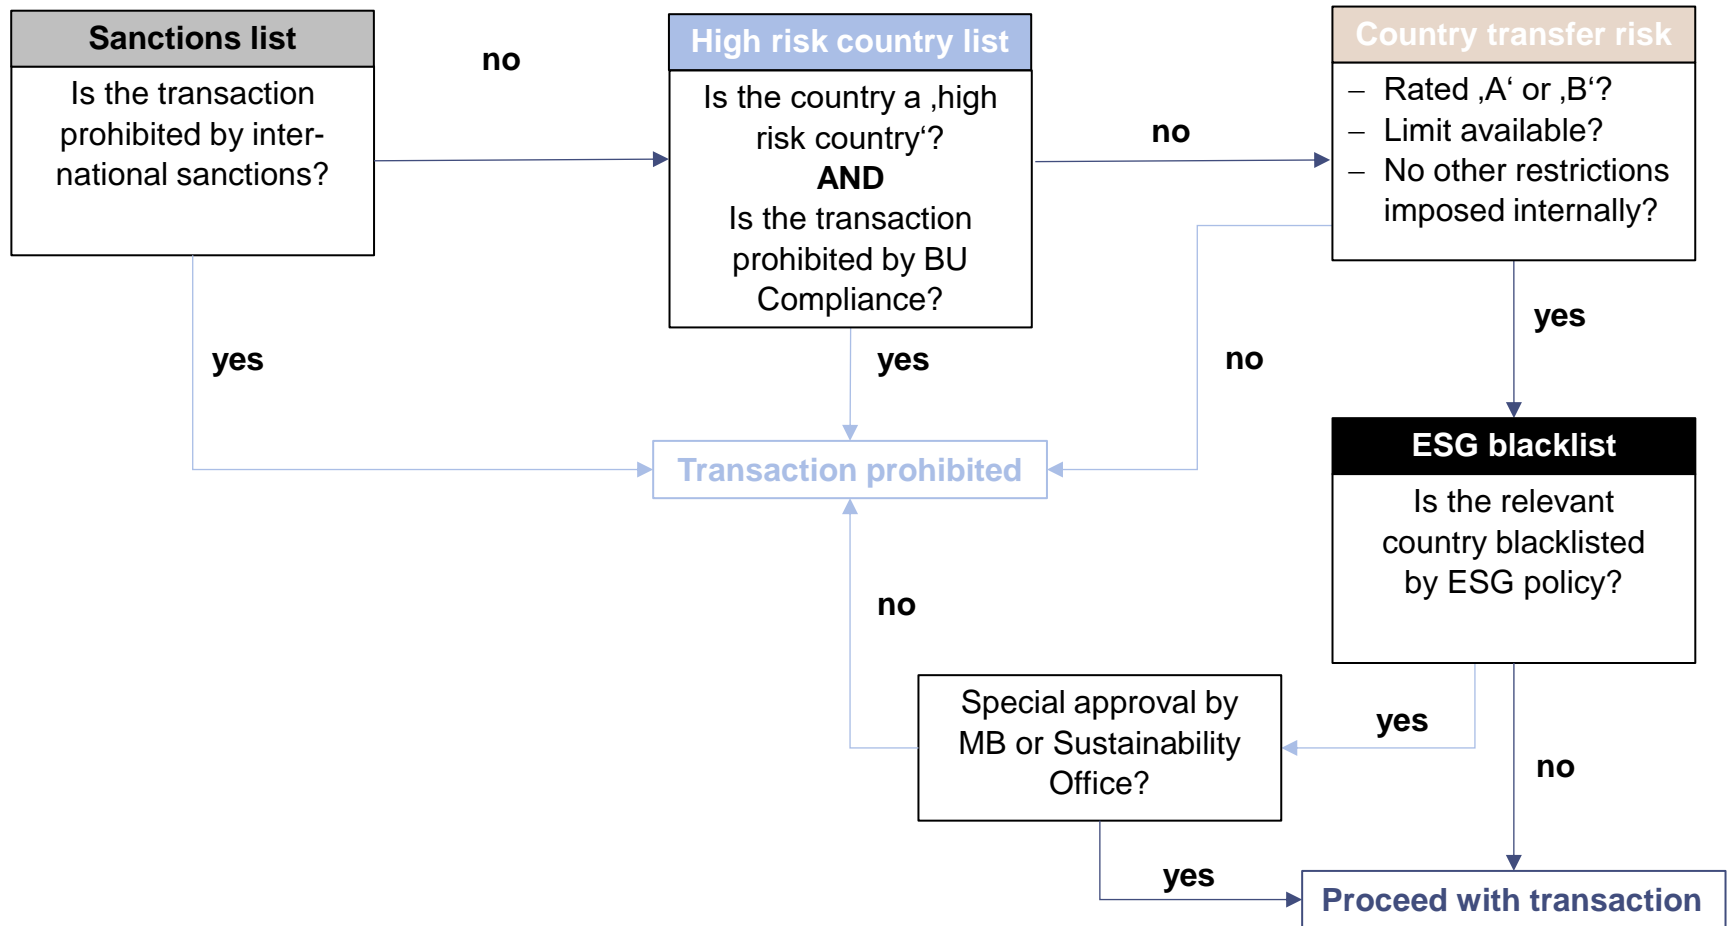 Sanctions list
Is the transaction
prohibited by inter-
national sanctions?
no
High risk country list
Is the country a ‚high
risk country‘?
AND
Is the transaction
prohibited by BU
Compliance?
no
Country transfer risk
– Rated ‚A‘ or ‚B‘?
– Limit available?
– No other restrictions
imposed internally?
yes
yes
no
yes
Transaction prohibited
ESG blacklist
Is the relevant
country blacklisted
by ESG policy?
no
Special approval by
MB or Sustainability
Office?
yes
no
yes
Proceed with transaction